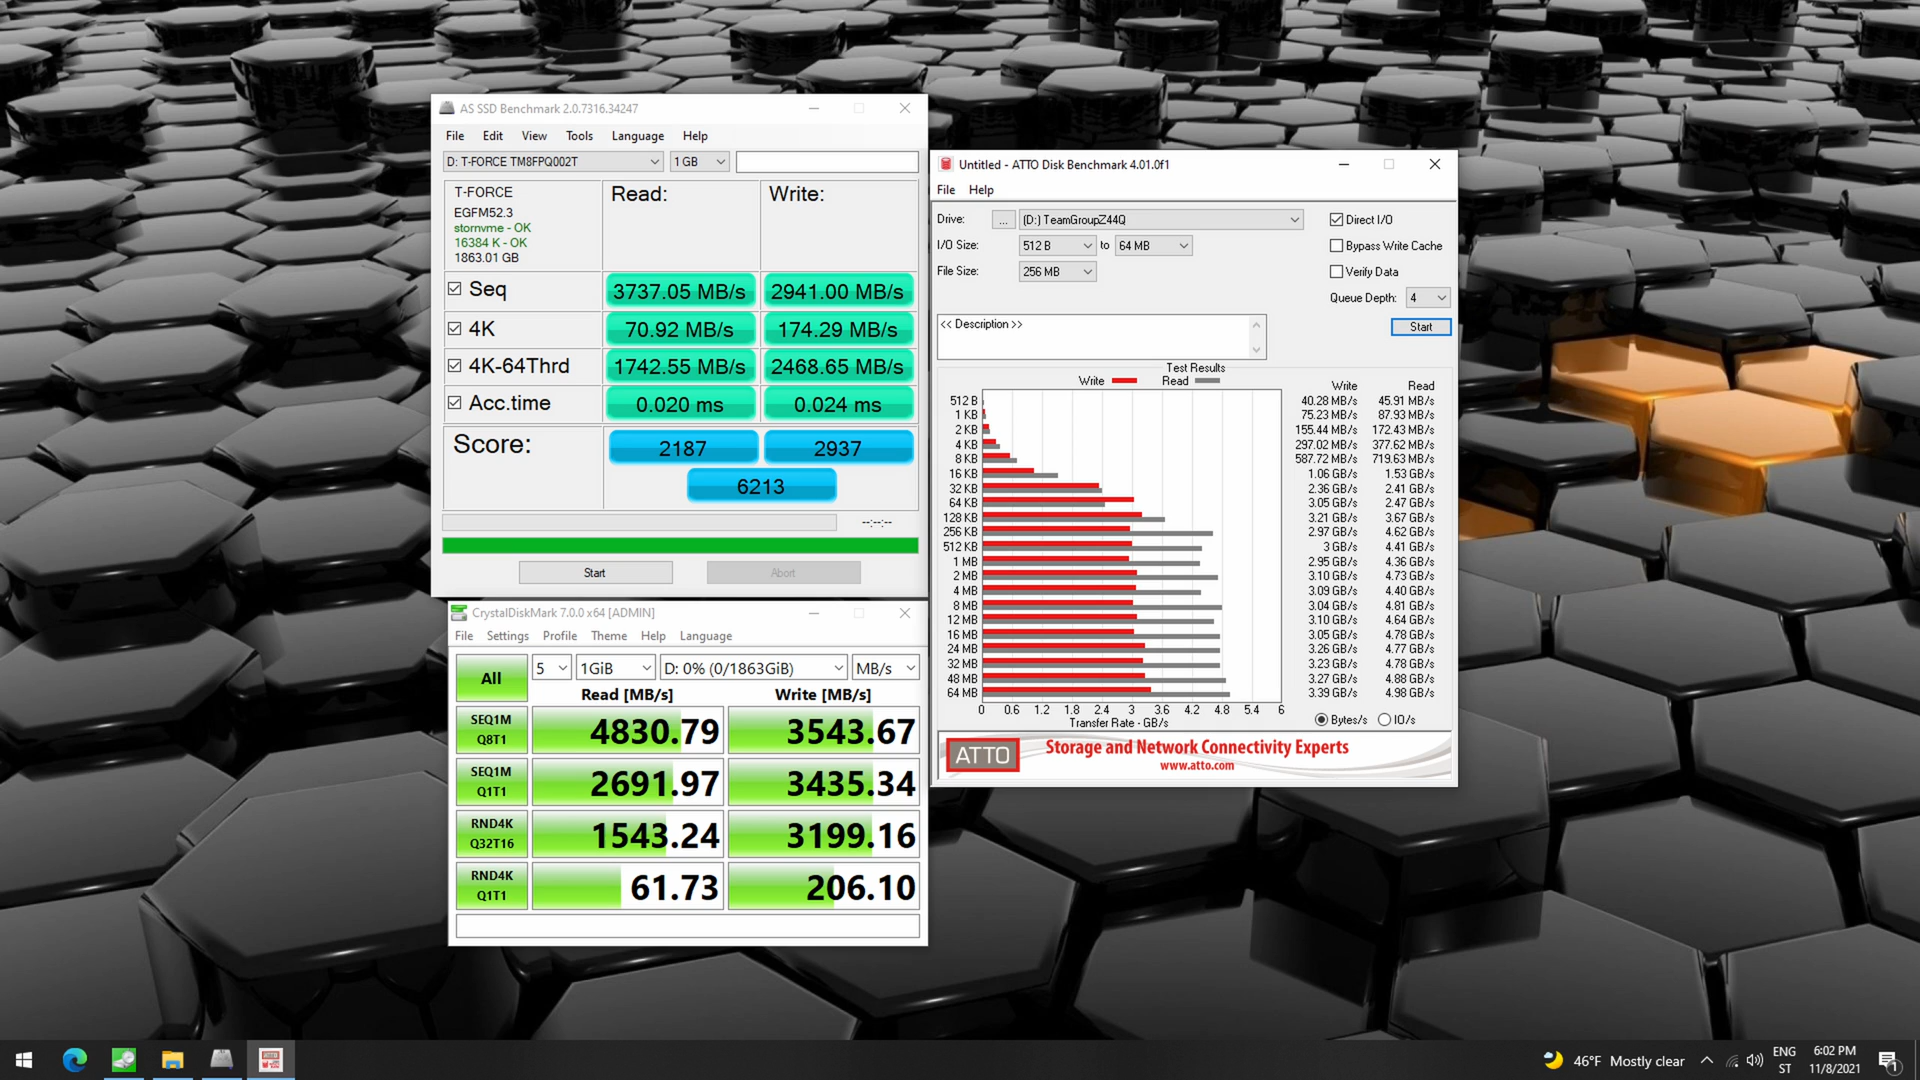 AS SSD Benchmark 2.0.7316.34247
File Edit View Tools Language Help
D: T-FORCE TM8FPQ002T 1 GB
T-FORCE
EGFM52.3
stornvme - OK
16384 K - OK
1863.01 GB
Read: Write:
Seq 3737.05 MB/s 2941.00 MB/s
4K 70.92 MB/s 174.29 MB/s
4K-64Thrd 1742.55 MB/s 2468.65 MB/s
Acc.time 0.020 ms 0.024 ms
Score: 2187 2937
6213
--:--:--
Start Abort
CrystalDiskMark 7.0.0 x64 [ADMIN]
File Settings Profile Theme Help Language
All 5 1GiB D: 0% (0/1863GiB) MB/s
Read [MB/s] Write [MB/s]
SEQ1M
Q8T1
4830.79 3543.67
SEQ1M
Q1T1
2691.97 3435.34
RND4K
Q32T16
1543.24 3199.16
RND4K
Q1T1
61.73 206.10
Untitled - ATTO Disk Benchmark 4.01.0f1
File Help
Drive: ... (D:) TeamGroupZ44Q Direct I/O
I/O Size: 512 B to 64 MB Bypass Write Cache
File Size: 256 MB Verify Data
Queue Depth: 4
<< Description >> Start
Test Results
Write Read Write Read
512 B 40.28 MB/s 45.91 MB/s
1 KB 75.23 MB/s 87.93 MB/s
2 KB 155.44 MB/s 172.43 MB/s
4 KB 297.02 MB/s 377.62 MB/s
8 KB 587.72 MB/s 719.63 MB/s
16 KB 1.06 GB/s 1.53 GB/s
32 KB 2.36 GB/s 2.41 GB/s
64 KB 3.05 GB/s 2.47 GB/s
128 KB 3.21 GB/s 3.67 GB/s
256 KB 2.97 GB/s 4.62 GB/s
512 KB 3 GB/s 4.41 GB/s
1 MB 2.95 GB/s 4.36 GB/s
2 MB 3.10 GB/s 4.73 GB/s
4 MB 3.09 GB/s 4.40 GB/s
8 MB 3.04 GB/s 4.81 GB/s
12 MB 3.10 GB/s 4.64 GB/s
16 MB 3.05 GB/s 4.78 GB/s
24 MB 3.26 GB/s 4.77 GB/s
32 MB 3.23 GB/s 4.78 GB/s
48 MB 3.27 GB/s 4.88 GB/s
64 MB 3.39 GB/s 4.98 GB/s
0 0.6 1.2 1.8 2.4 3 3.6 4.2 4.8 5.4 6
Transfer Rate - GB/s Bytes/s IO/s
ATTO Storage and Network Connectivity Experts
www.atto.com
46°F Mostly clear
ENG
ST
6:02 PM
11/8/2021
1